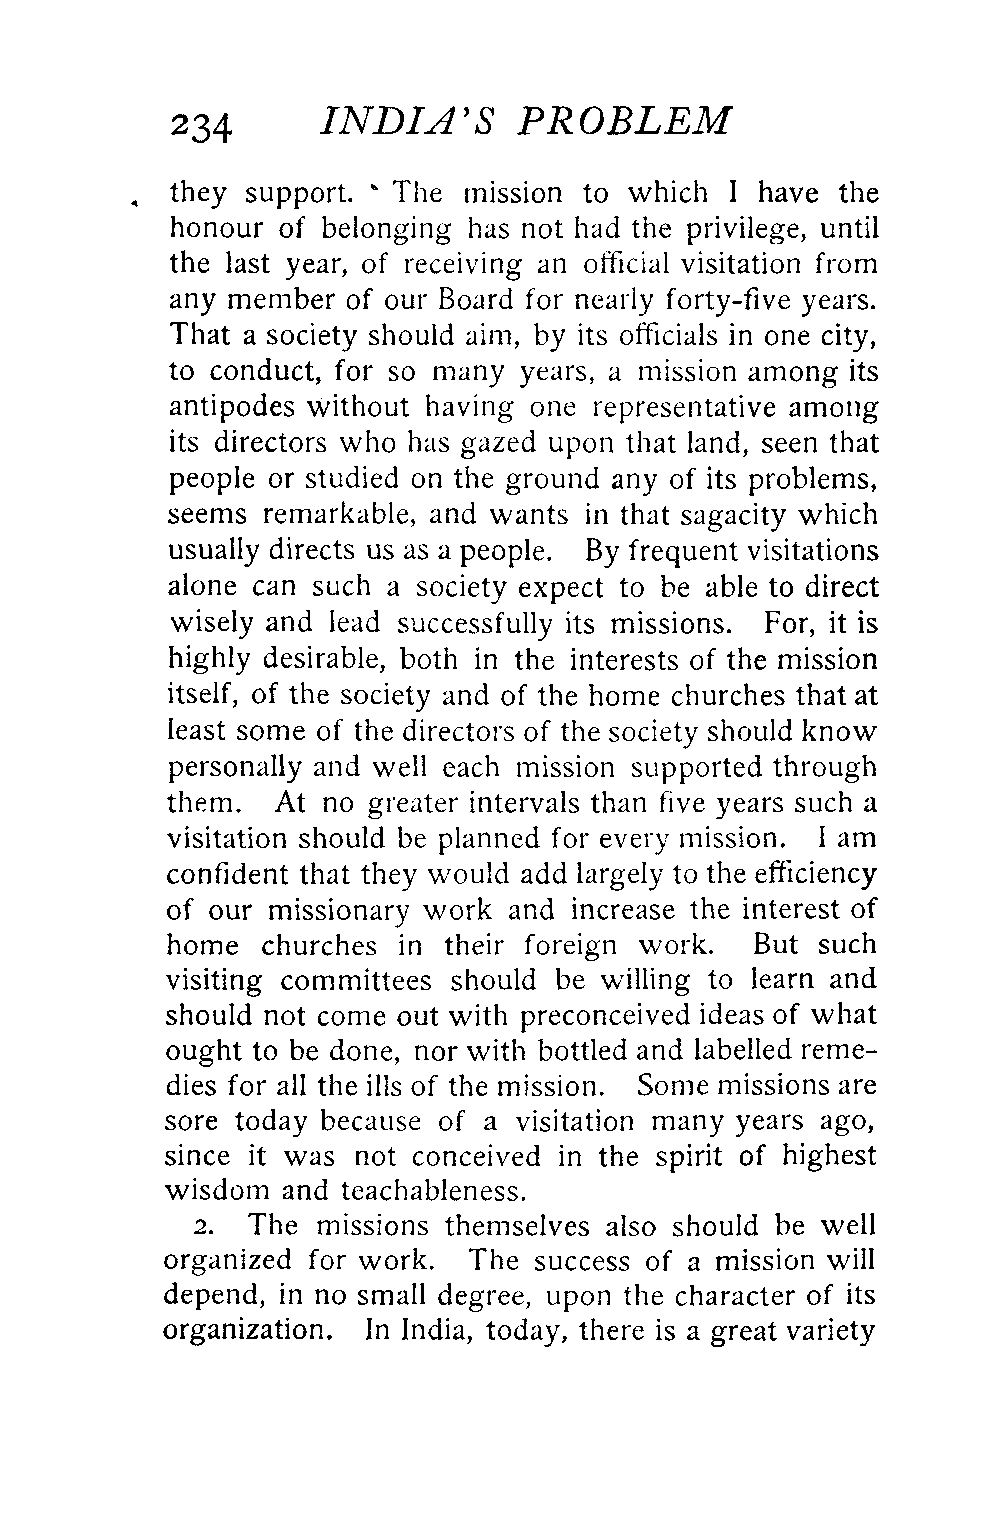 234 INDIA'S PROBLEM
they support. The mission to which I have the
honour of belonging has not had the privilege, until
the last year, of receiving an official visitation from
any member of our Board for nearly forty-five years.
That a society should aim, by its officials in one city,
to conduct, for so many years, a mission among its
antipodes without having one representative among
its directors who has gazed upon that land, seen that
people or studied on the ground any of its problems,
seems remarkable, and wants in that sagacity which
usually directs us as a people. By frequent visitations
alone can such a society expect to be able to direct
wisely and lead successfully its missions. For, it is
highly desirable, both in the interests of the mission
itself, of the society and of the home churches that at
least some of the directors of the society should know
personally and well each mission supported through
them. At no greater intervals than five years such a
visitation should be planned for every mission. I am
confident that they would add largely to the efficiency
of our missionary work and increase the interest of
home churches in their foreign work. But such
visiting committees should be willing to learn and
should not come out with preconceived ideas of what
ought to be done, nor with bottled and labelled reme-
dies for all the ills of the mission. Some missions are
sore today because of a visitation many years ago,
since it was not conceived in the spirit of highest
wisdom and teachableness.
2. The missions themselves also should be well
organized for work. The success of a mission will
depend, in no small degree, upon the character of its
organization. In India, today, there is a great variety